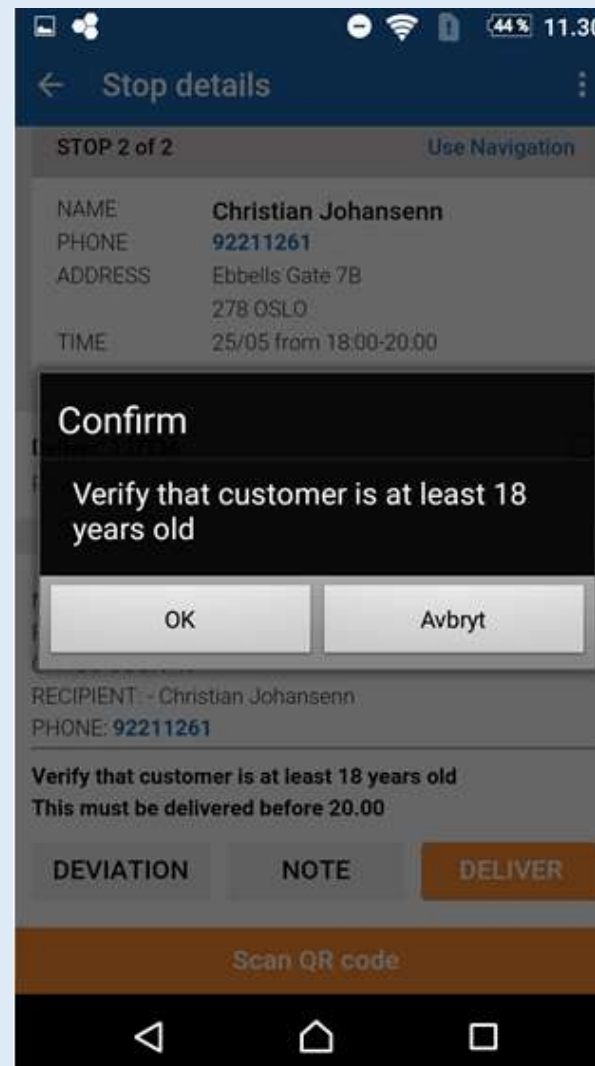 44% 11.30
Stop details
STOP 2 of 2 Use Navigation
NAME Christian Johansenn
PHONE 92211261
ADDRESS Ebbells Gate 7B
278 OSLO
TIME 25/05 from 18:00-20:00
Confirm
Verify that customer is at least 18
years old
OK Avbryt
RECIPIENT: - Christian Johansenn
PHONE: 92211261
Verify that customer is at least 18 years old
This must be delivered before 20.00
DEVIATION NOTE DELIVER
Scan QR code